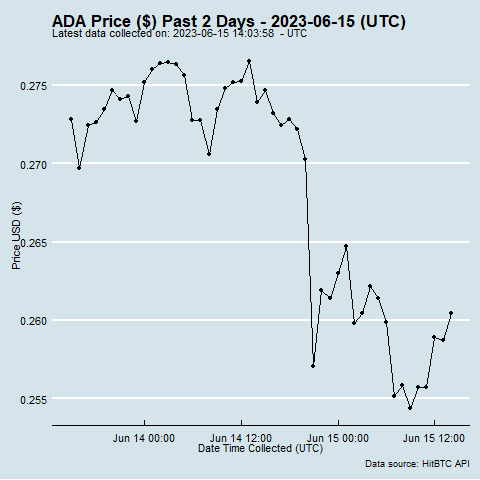 ADA Price ($) Past 2 Days - 2023-06-15 (UTC)
Latest data collected on: 2023-06-15 14:03:58 - UTC
0.275
0.270
0.265
0.260
0.255
Price USD ($)
Jun 14 00:00
Jun 14 12:00
Jun 15 00:00
Jun 15 12:00
Date Time Collected (UTC)
Data source: HitBTC API